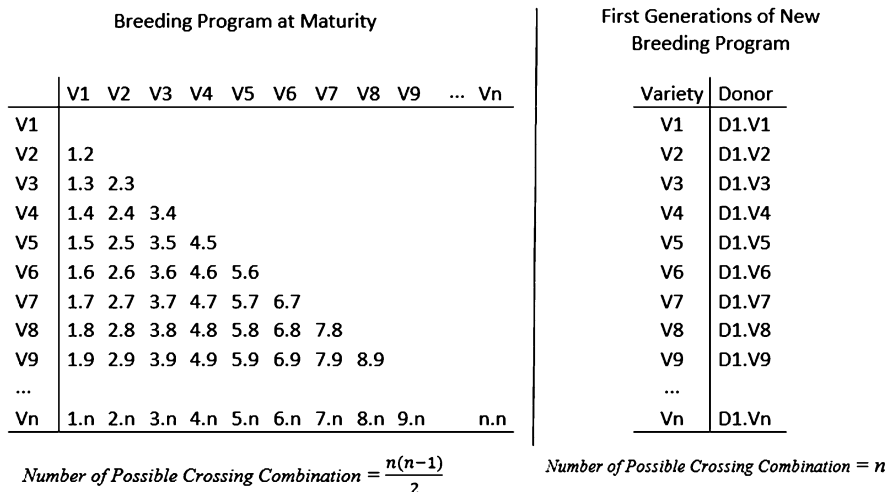 Breeding Program at Maturity
V1 V2 V3 V4 V5 V6 V7 V8 V9 ... Vn
V1
V2 1.2
V3 1.3 2.3
V4 1.4 2.4 3.4
V5 1.5 2.5 3.5 4.5
V6 1.6 2.6 3.6 4.6 5.6
V7 1.7 2.7 3.7 4.7 5.7 6.7
V8 1.8 2.8 3.8 4.8 5.8 6.8 7.8
V9 1.9 2.9 3.9 4.9 5.9 6.9 7.9 8.9
...
Vn 1.n 2.n 3.n 4.n 5.n 6.n 7.n 8.n 9.n n.n
Number of Possible Crossing Combination = n(n−1)/2
First Generations of New
Breeding Program
Variety Donor
V1 D1.V1
V2 D1.V2
V3 D1.V3
V4 D1.V4
V5 D1.V5
V6 D1.V6
V7 D1.V7
V8 D1.V8
V9 D1.V9
...
Vn D1.Vn
Number of Possible Crossing Combination = n